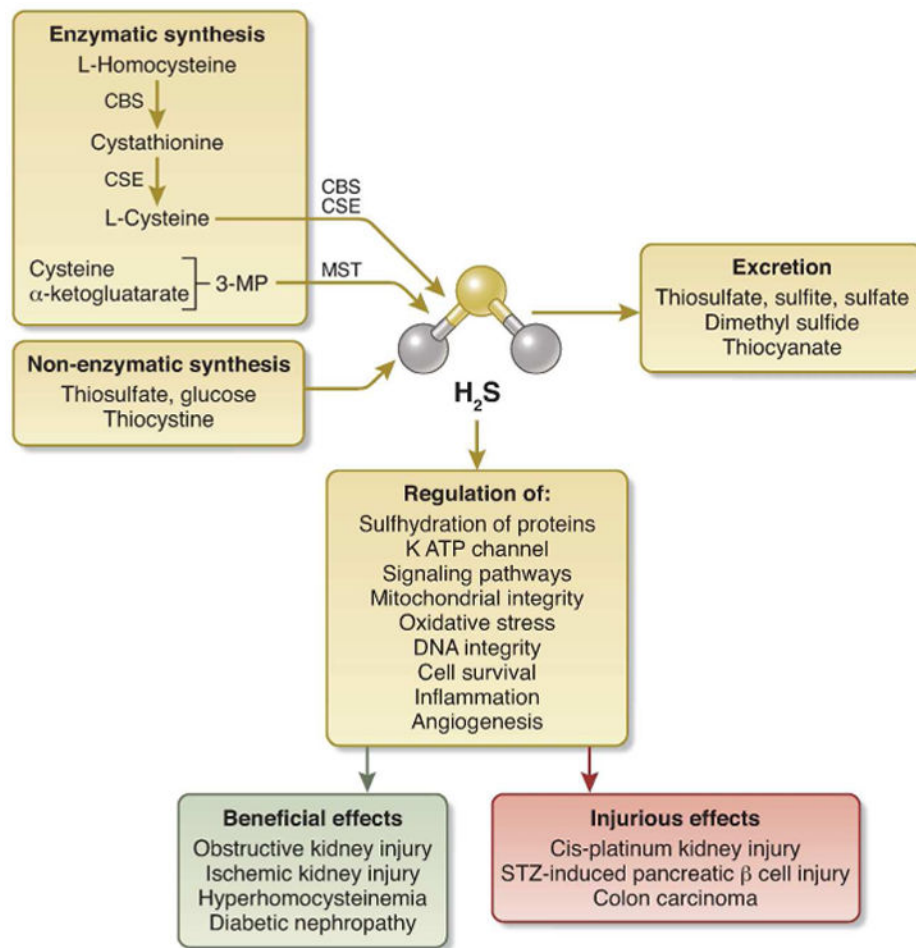 Enzymatic synthesis
L-Homocysteine
CBS
Cystathionine
CSE
L-Cysteine
CBS
CSE
Cysteine
α-ketogluatarate
3-MP
MST
Non-enzymatic synthesis
Thiosulfate, glucose
Thiocystine
H₂S
Excretion
Thiosulfate, sulfite, sulfate
Dimethyl sulfide
Thiocyanate
Regulation of:
Sulfhydration of proteins
K ATP channel
Signaling pathways
Mitochondrial integrity
Oxidative stress
DNA integrity
Cell survival
Inflammation
Angiogenesis
Beneficial effects
Obstructive kidney injury
Ischemic kidney injury
Hyperhomocysteinemia
Diabetic nephropathy
Injurious effects
Cis-platinum kidney injury
STZ-induced pancreatic β cell injury
Colon carcinoma